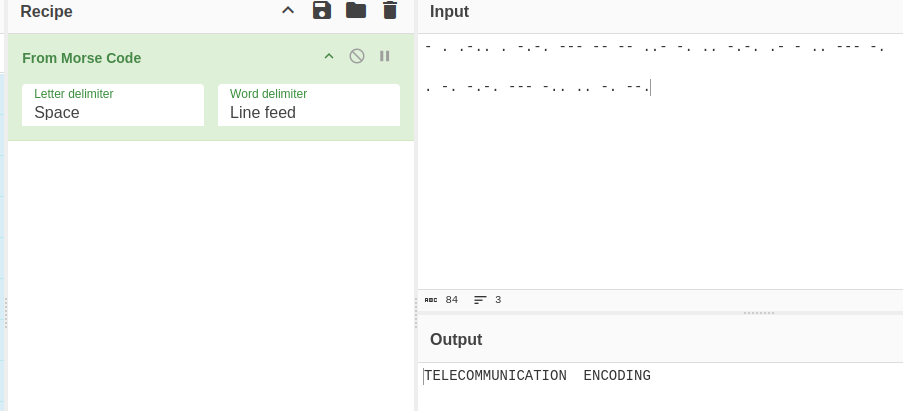 Recipe
From Morse Code
Letter delimiter
Space
Word delimiter
Line feed
Input
- . .-.. . -.-. --- -- -- ..- -. .. -.-. .- - .. --- -.
. -. -.-. --- -.. .. -. --.
ABC 84 3
Output
TELECOMMUNICATION  ENCODING